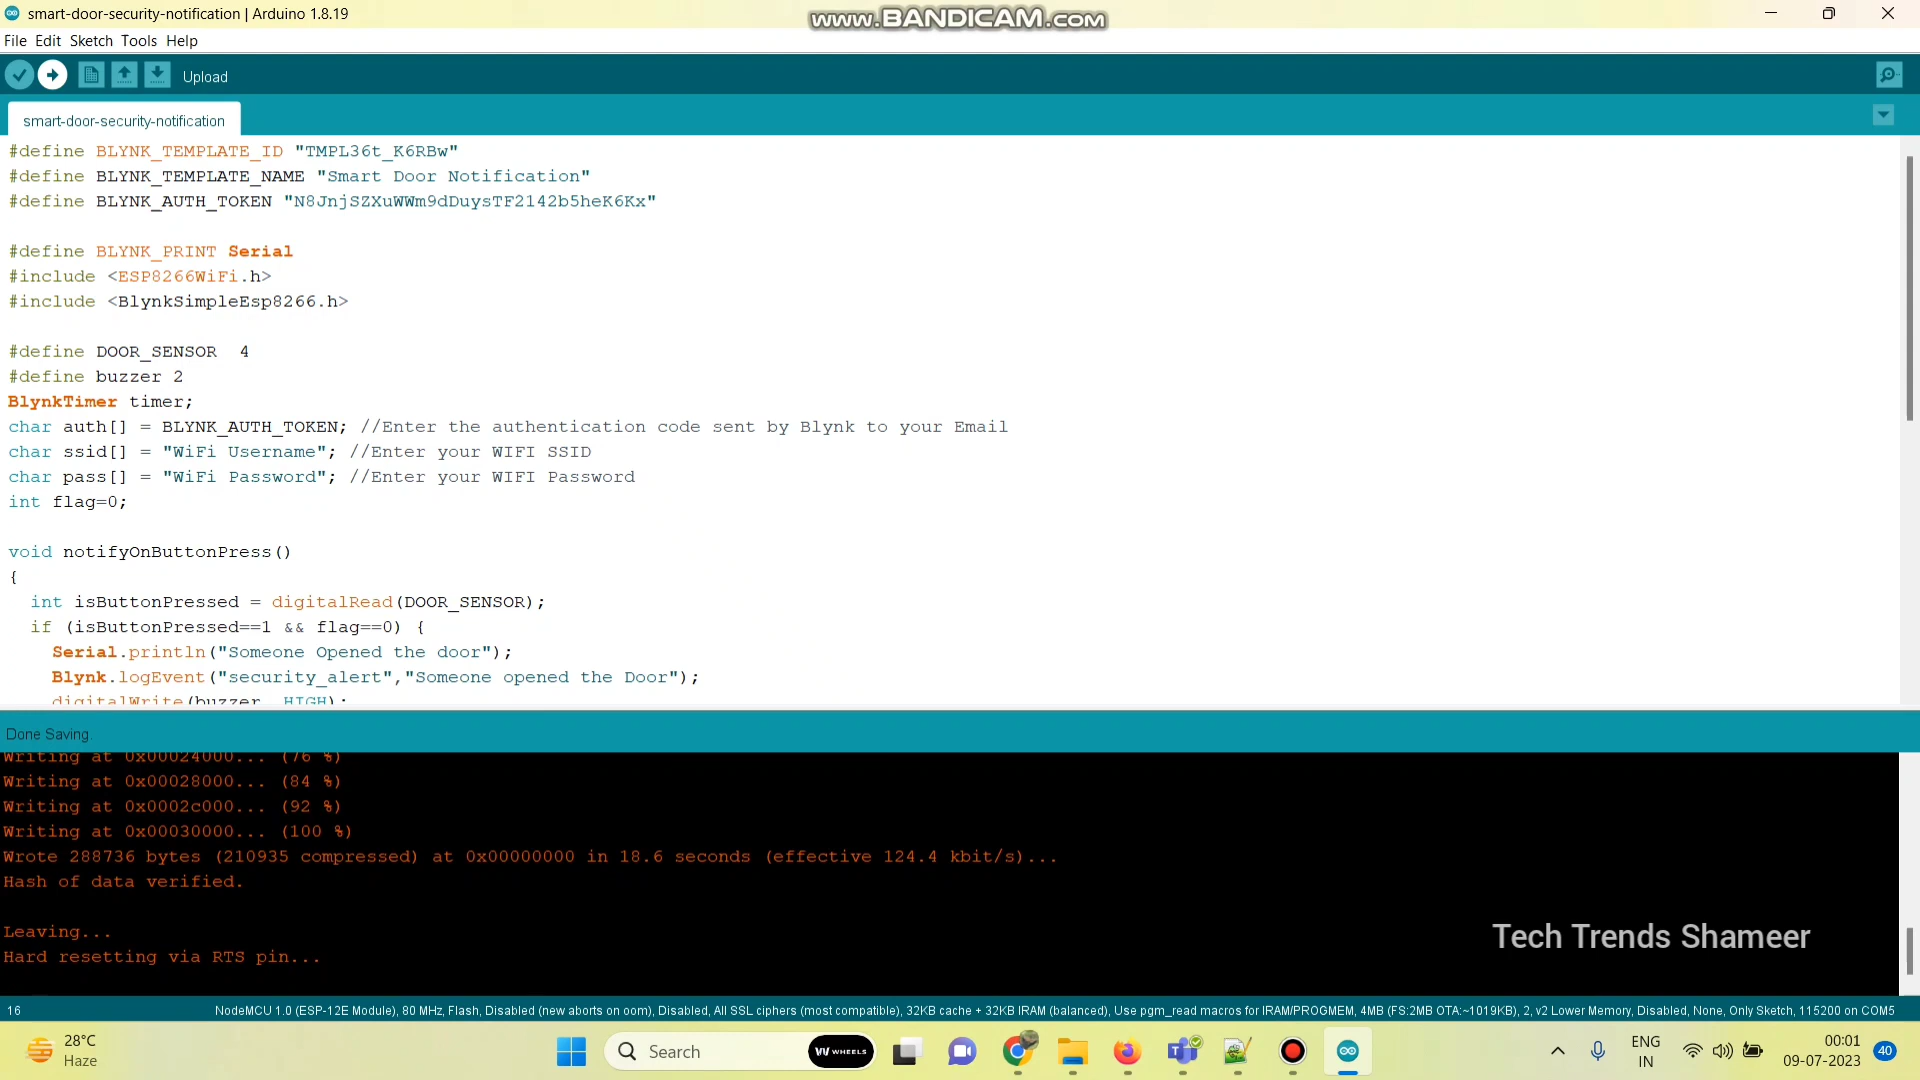 smart-door-security-notification | Arduino 1.8.19
www.BANDICAM.com
File Edit Sketch Tools Help
Upload
smart-door-security-notification
#define BLYNK_TEMPLATE_ID "TMPL36t_K6RBw"
#define BLYNK_TEMPLATE_NAME "Smart Door Notification"
#define BLYNK_AUTH_TOKEN "N8JnjSZXuWWm9dDuysTF2142b5heK6Kx"
#define BLYNK_PRINT Serial
#include <ESP8266WiFi.h>
#include <BlynkSimpleEsp8266.h>
#define DOOR_SENSOR  4
#define buzzer 2
BlynkTimer timer;
char auth[] = BLYNK_AUTH_TOKEN; //Enter the authentication code sent by Blynk to your Email
char ssid[] = "WiFi Username"; //Enter your WIFI SSID
char pass[] = "WiFi Password"; //Enter your WIFI Password
int flag=0;
void notifyOnButtonPress()
{
int isButtonPressed = digitalRead(DOOR_SENSOR);
if (isButtonPressed==1 && flag==0) {
Serial.println("Someone Opened the door");
Blynk.logEvent("security_alert","Someone opened the Door");
digitalWrite(buzzer, HIGH);
Done Saving.
Writing at 0x00024000... (76 %)
Writing at 0x00028000... (84 %)
Writing at 0x0002c000... (92 %)
Writing at 0x00030000... (100 %)
Wrote 288736 bytes (210935 compressed) at 0x00000000 in 18.6 seconds (effective 124.4 kbit/s)...
Hash of data verified.
Leaving...
Hard resetting via RTS pin...
Tech Trends Shameer
16
NodeMCU 1.0 (ESP-12E Module), 80 MHz, Flash, Disabled (new aborts on oom), Disabled, All SSL ciphers (most compatible), 32KB cache + 32KB IRAM (balanced), Use pgm_read macros for IRAM/PROGMEM, 4MB (FS:2MB OTA:~1019KB), 2, v2 Lower Memory, Disabled, None, Only Sketch, 115200 on COM5
28°C
Haze
Search
WHEELS
ENG
IN
00:01
09-07-2023
40